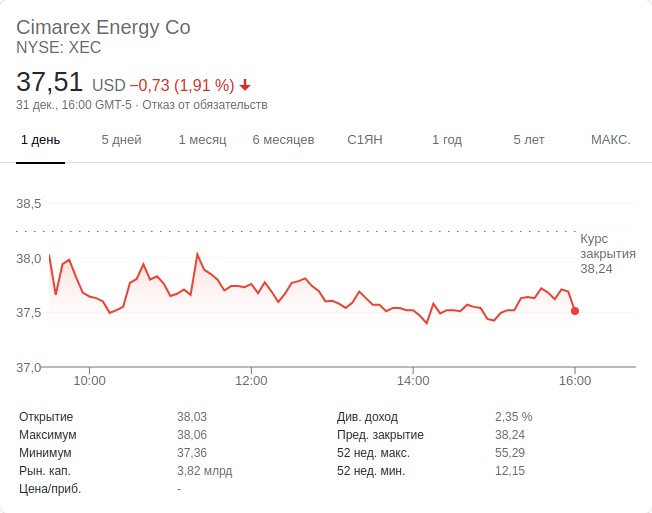 Cimarex Energy Co
NYSE: XEC
37,51 USD −0,73 (1,91 %)
31 дек., 16:00 GMT-5 · Отказ от обязательств
1 день 5 дней 1 месяц 6 месяцев С1ЯН 1 год 5 лет МАКС.
38,5
Курс
закрытия
38,24
38,0
37,5
37,0
10:00 12:00 14:00 16:00
Открытие 38,03 Див. доход 2,35 %
Максимум 38,06 Пред. закрытие 38,24
Минимум 37,36 52 нед. макс. 55,29
Рын. кап. 3,82 млрд 52 нед. мин. 12,15
Цена/приб. -